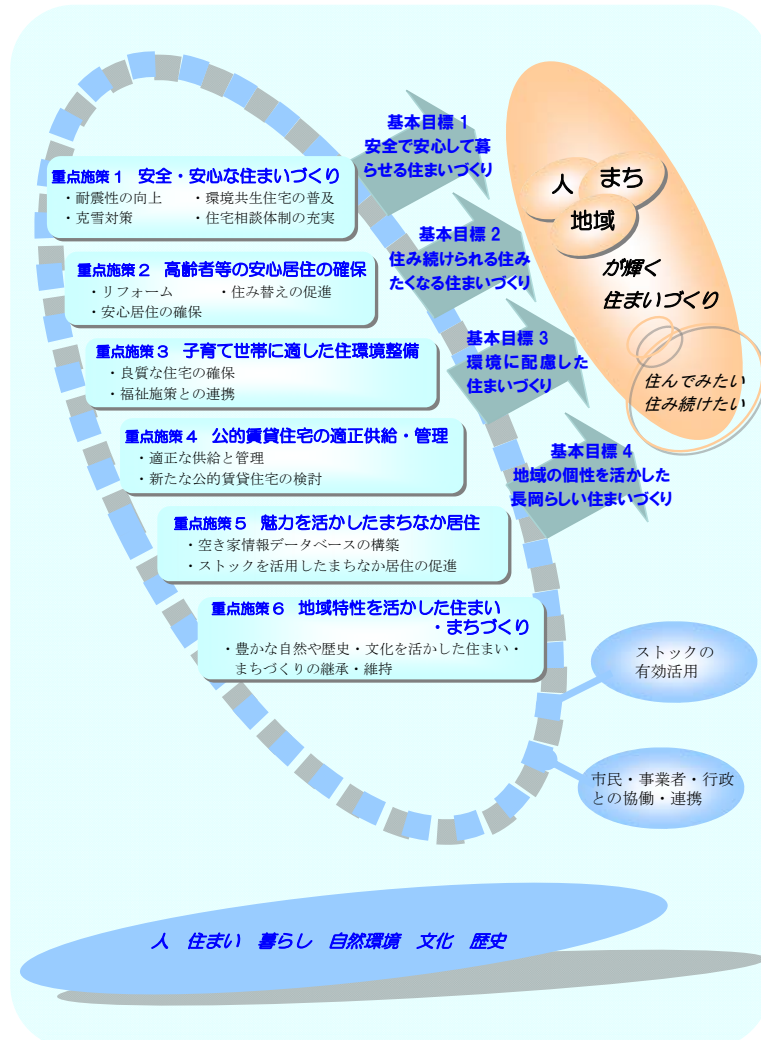 基本目標 1
安全で安心して暮
らせる住まいづくり
人 まち
地域
が輝く
住まいづくり
住んでみたい
住み続けたい
重点施策 1 安全・安心な住まいづくり
・耐震性の向上 ・環境共生住宅の普及
・克雪対策 ・住宅相談体制の充実
基本目標 2
住み続けられる住み
たくなる住まいづくり
重点施策 2 高齢者等の安心居住の確保
・リフォーム ・住み替えの促進
・安心居住の確保
基本目標 3
環境に配慮した
住まいづくり
重点施策 3 子育て世帯に適した住環境整備
・良質な住宅の確保
・福祉施策との連携
重点施策 4 公的賃貸住宅の適正供給・管理
・適正な供給と管理
・新たな公的賃貸住宅の検討
基本目標 4
地域の個性を活かした
長岡らしい住まいづくり
重点施策 5 魅力を活かしたまちなか居住
・空き家情報データベースの構築
・ストックを活用したまちなか居住の促進
重点施策 6 地域特性を活かした住まい
・まちづくり
・豊かな自然や歴史・文化を活かした住まい・
まちづくりの継承・維持
ストックの
有効活用
市民・事業者・行政
との協働・連携
人 住まい 暮らし 自然環境 文化 歴史